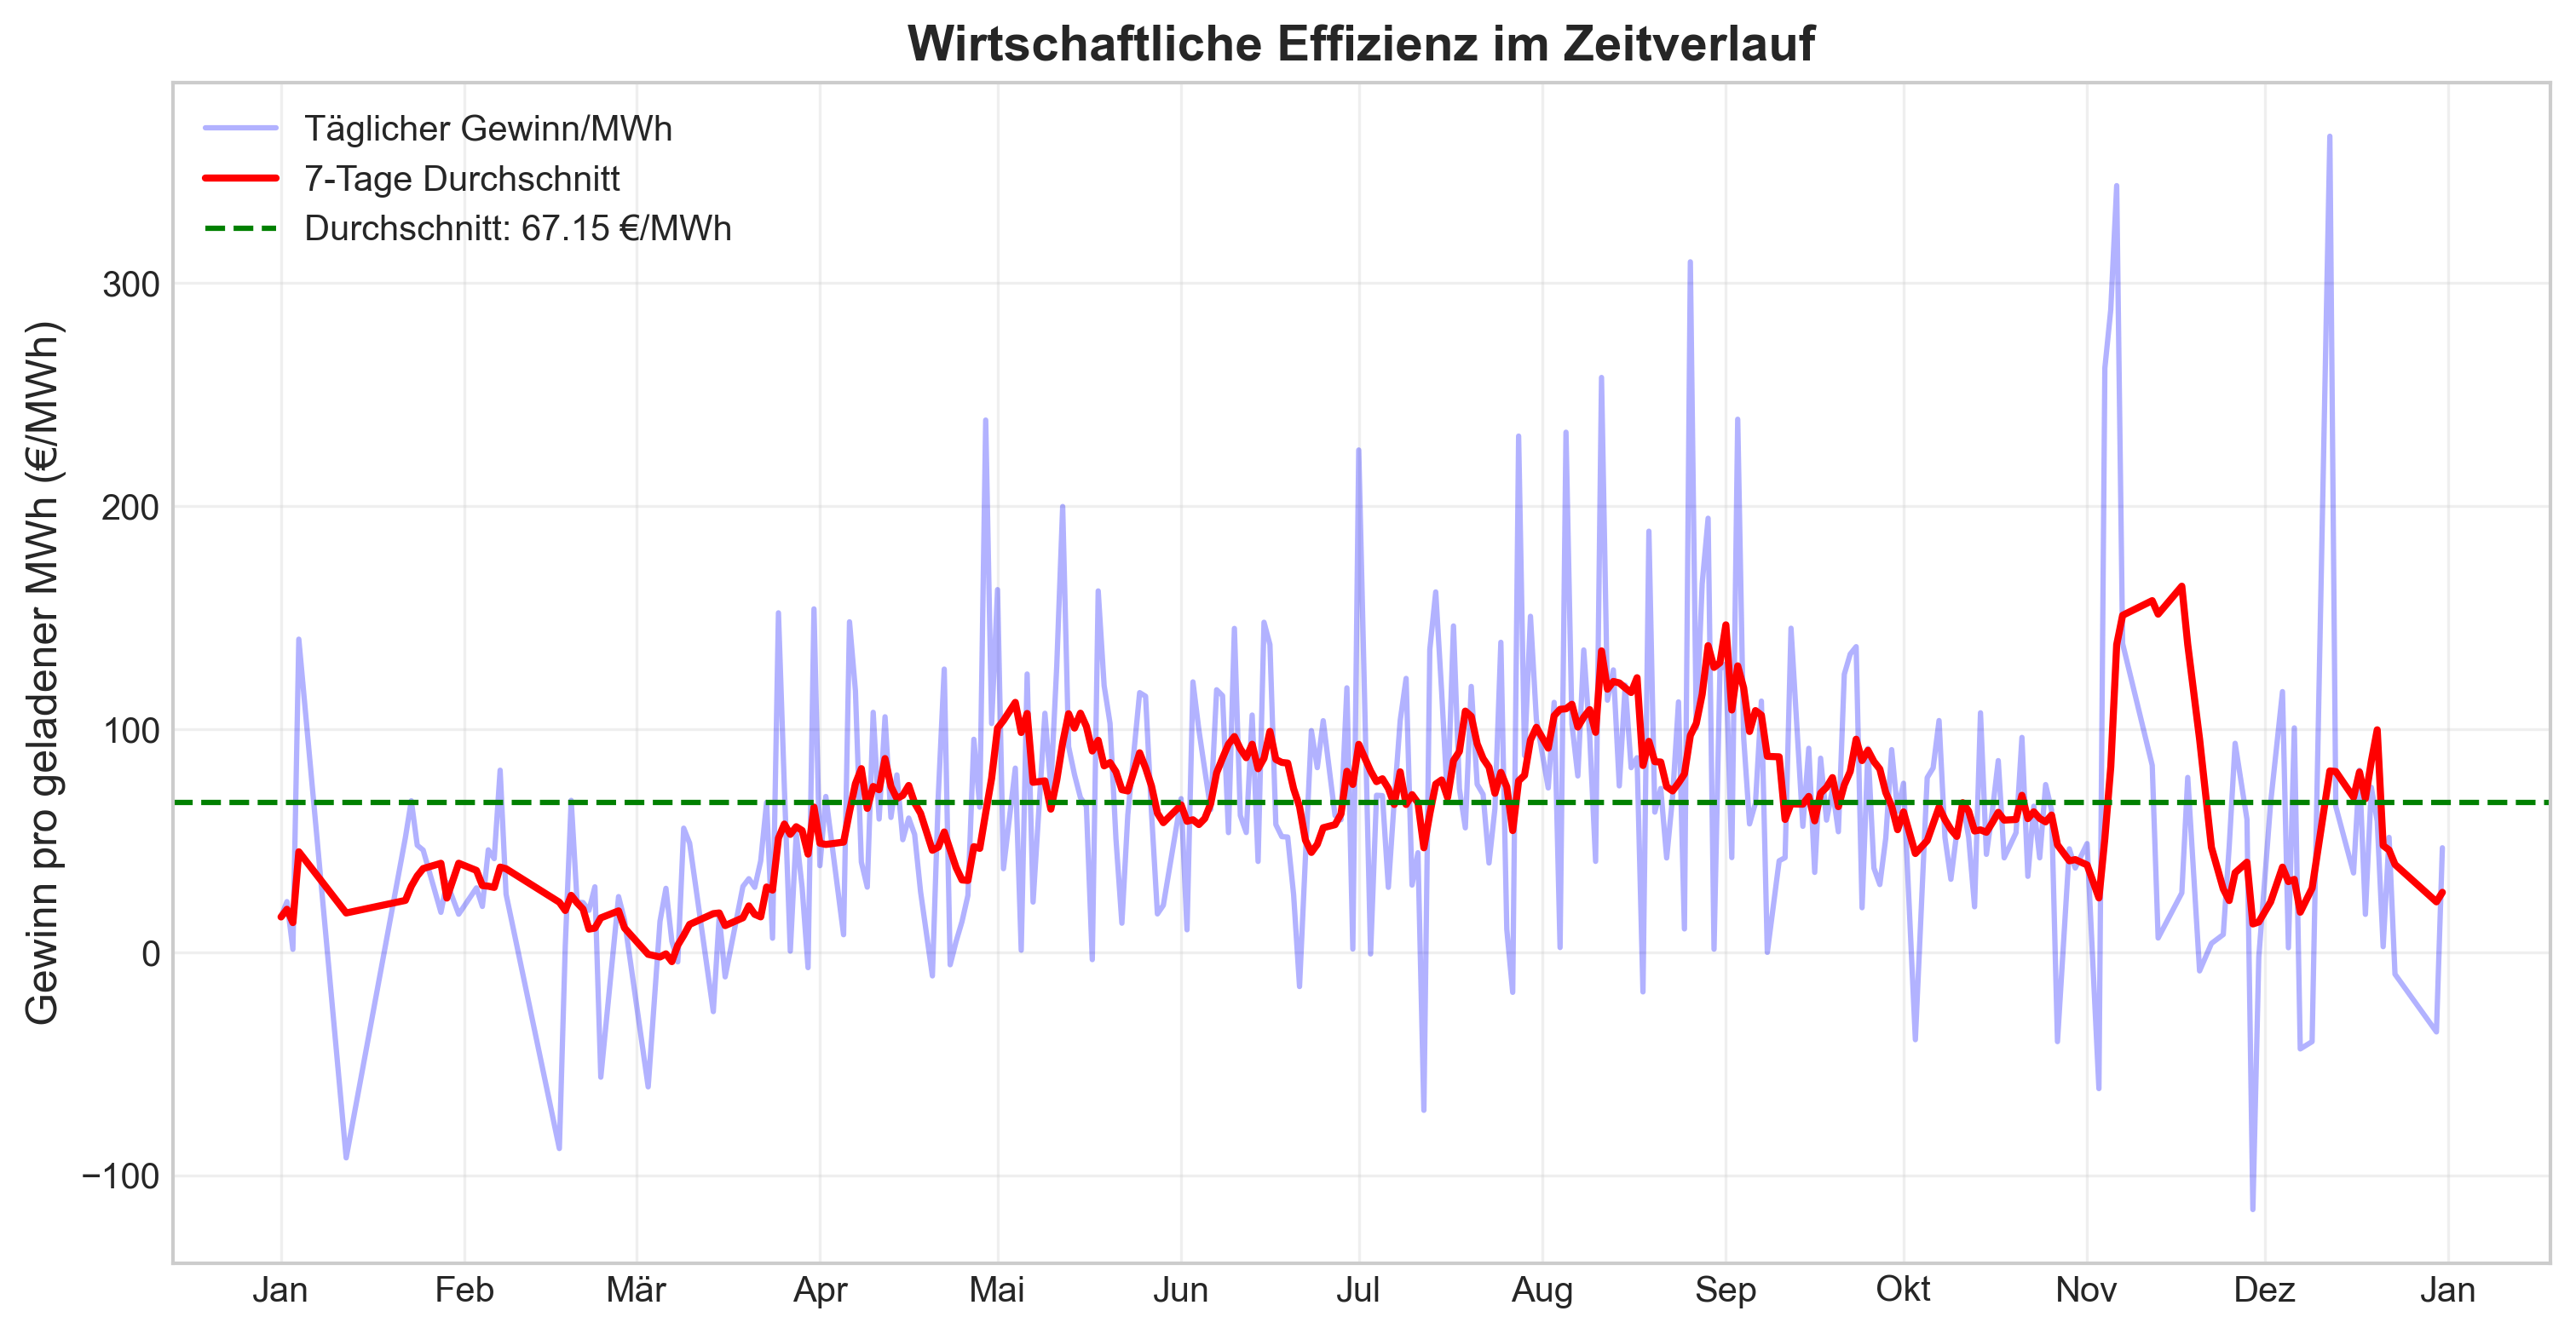 Wirtschaftliche Effizienz im Zeitverlauf
Täglicher Gewinn/MWh
7-Tage Durchschnitt
Durchschnitt: 67.15 €/MWh
Gewinn pro geladener MWh (€/MWh)
300
200
100
0
−100
Jan Feb Mär Apr Mai Jun Jul Aug Sep Okt Nov Dez Jan